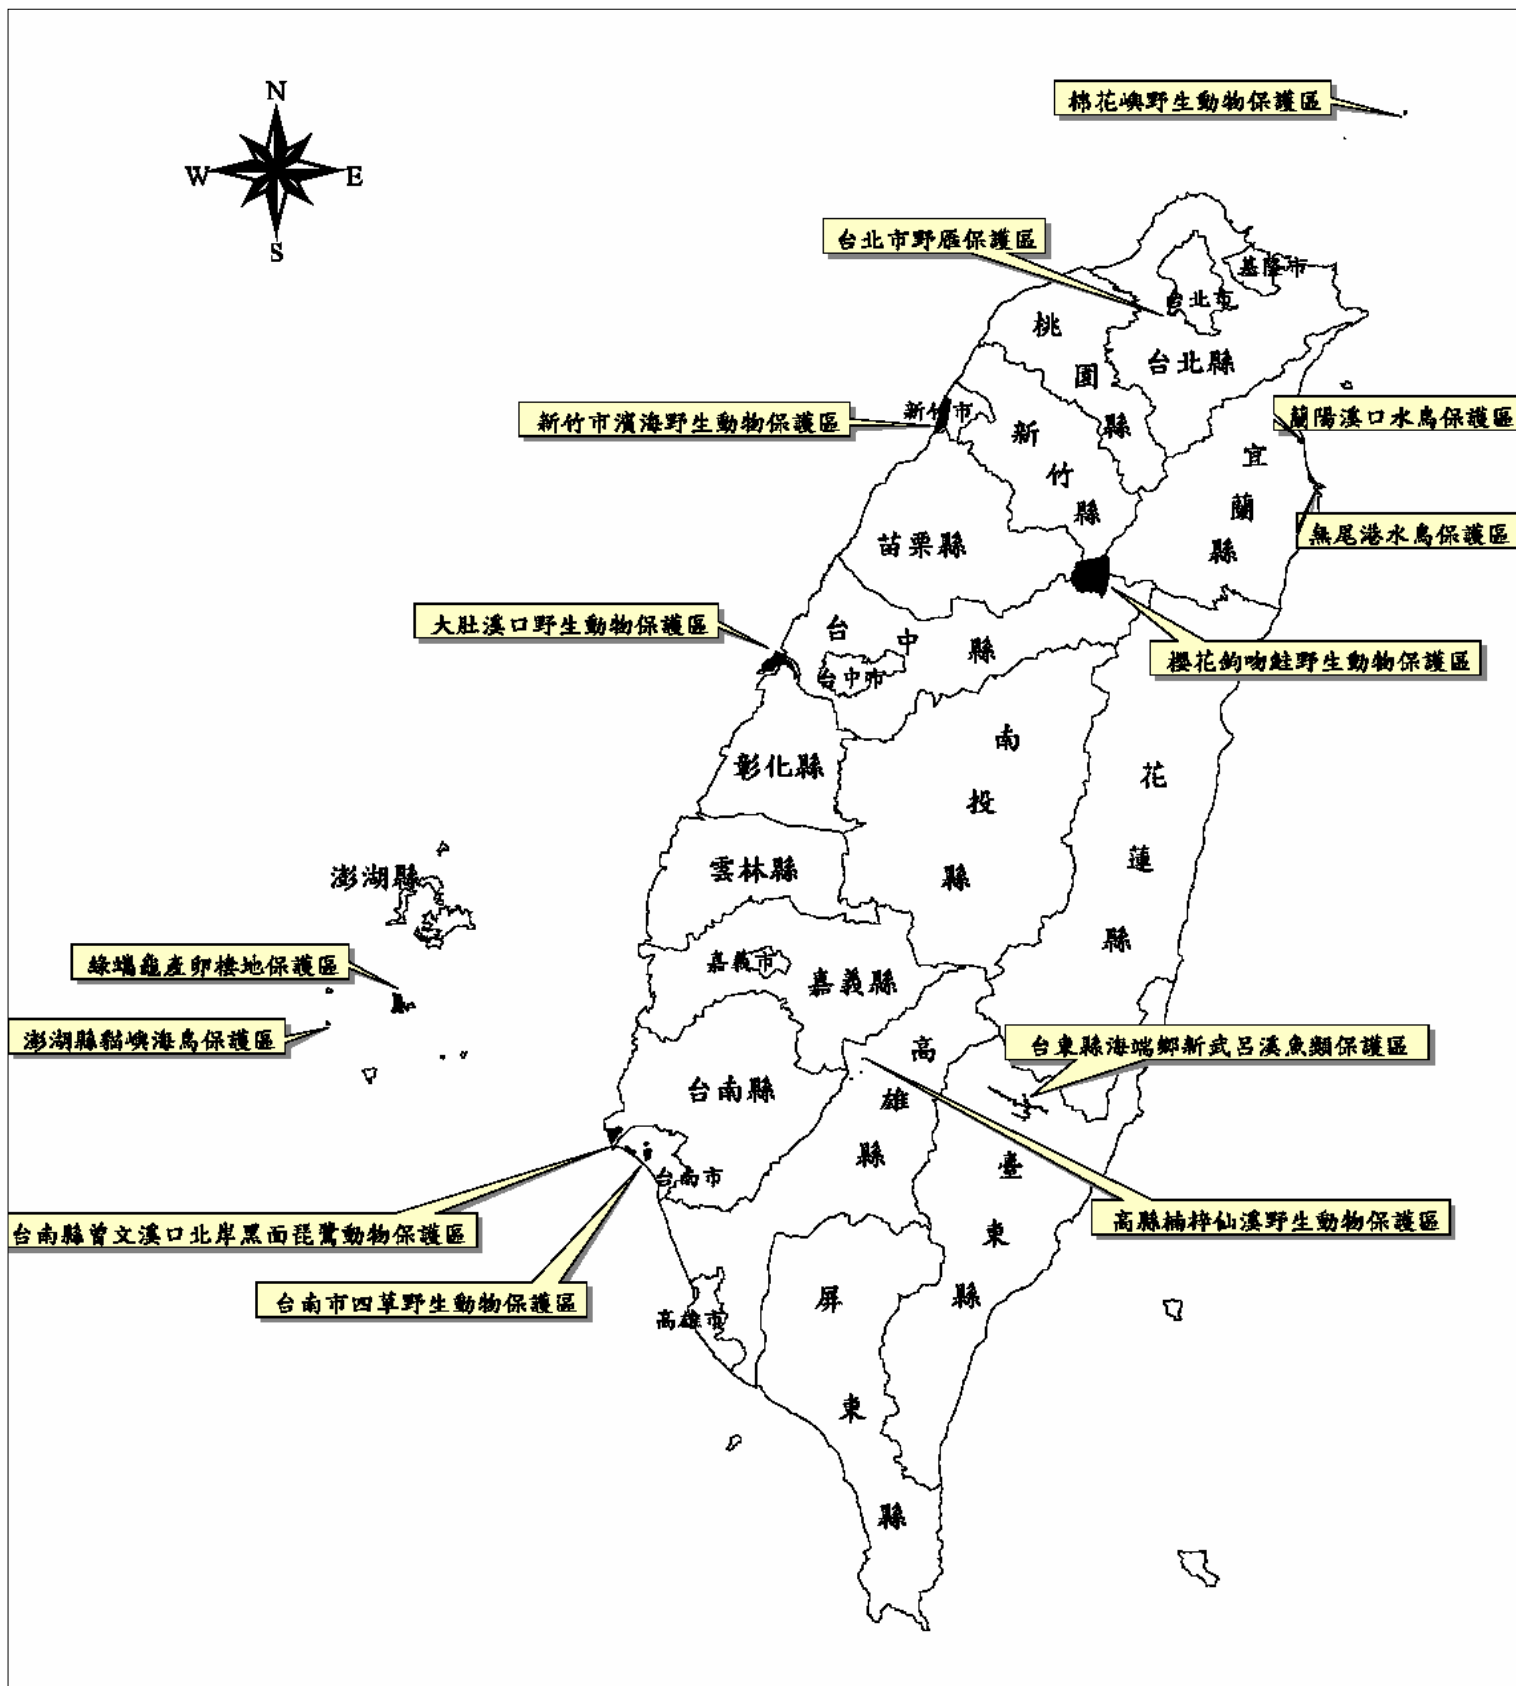 N
棉花嶼野生動物保護區
W
E
S
台北市野雁保護區
基隆市
台北市
桃
園
縣
台北縣
新竹市
新竹市濱海野生動物保護區
蘭陽溪口水鳥保護區
新
竹
縣
宜
蘭
縣
無尾港水鳥保護區
苗栗縣
大肚溪口野生動物保護區
台
中
縣
台中市
櫻花鉤吻鮭野生動物保護區
彰化縣
南
投
縣
花
蓮
縣
雲林縣
澎湖縣
綠蠵龜產卵棲地保護區
澎湖縣貓嶼海鳥保護區
嘉義市
嘉義縣
台東縣海端鄉新武呂溪魚類保護區
高
雄
縣
台南縣
台南市
臺
東
縣
高縣楠梓仙溪野生動物保護區
台南縣曾文溪口北岸黑面琵鷺動物保護區
台南市四草野生動物保護區
高雄市
屏
東
縣